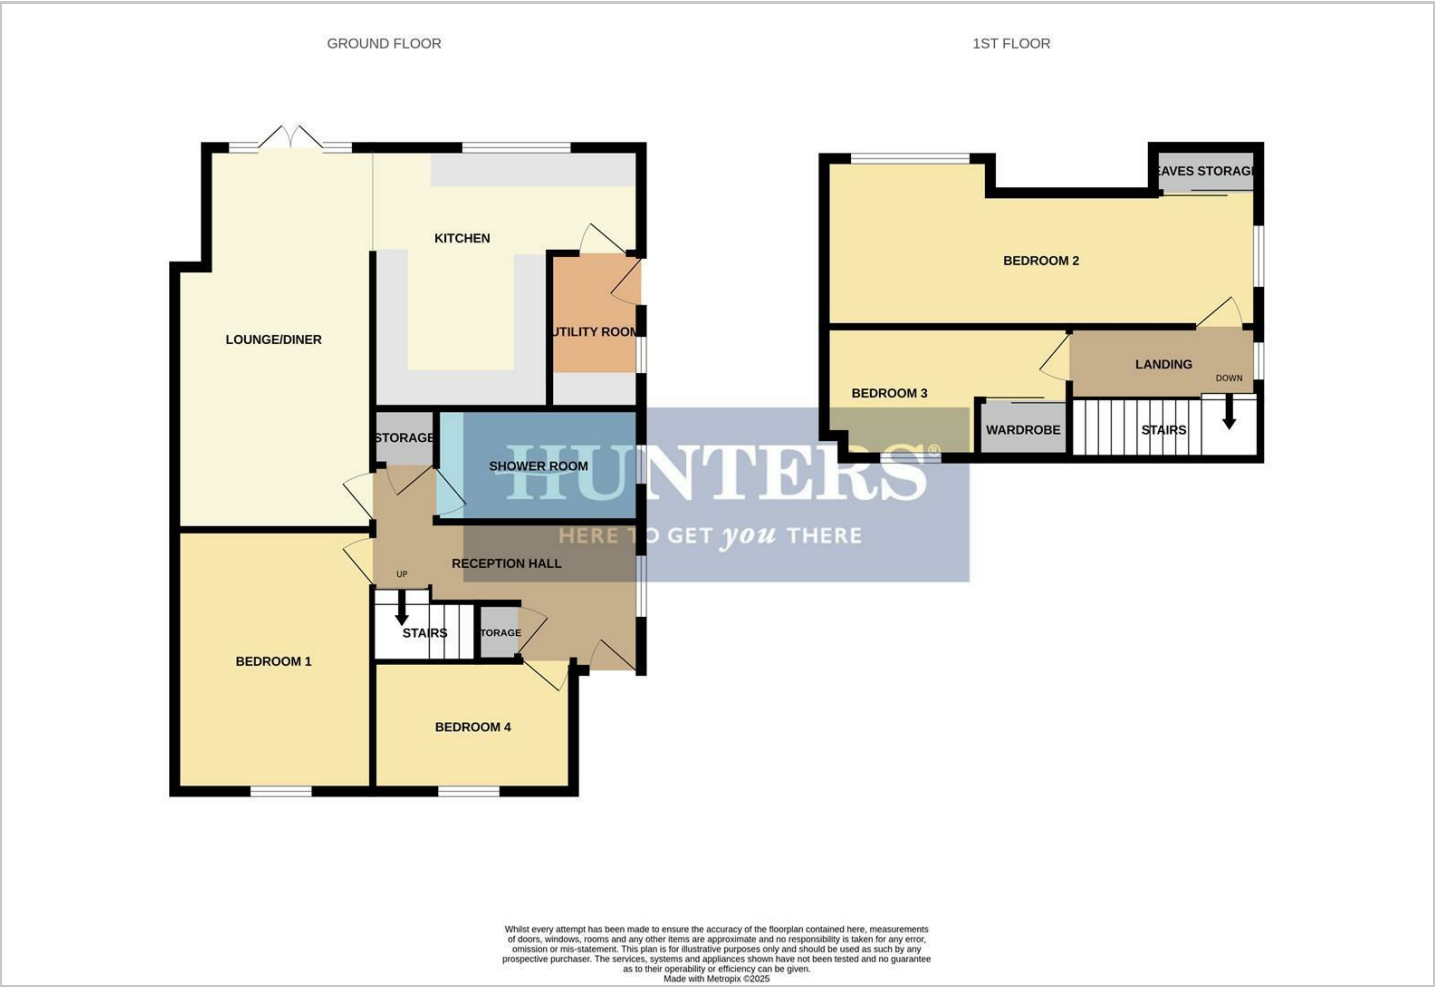 GROUND FLOOR
1ST FLOOR
KITCHEN
LOUNGE/DINER
UTILITY ROOM
STORAGE
SHOWER ROOM
RECEPTION HALL
UP
STAIRS
TORAGE
BEDROOM 1
BEDROOM 4
EAVES STORAGE
BEDROOM 2
LANDING
DOWN
BEDROOM 3
WARDROBE
STAIRS
HUNTERS®
HERE TO GET you THERE
Whilst every attempt has been made to ensure the accuracy of the floorplan contained here, measurements
of doors, windows, rooms and any other items are approximate and no responsibility is taken for any error,
omission or mis-statement. This plan is for illustrative purposes only and should be used as such by any
prospective purchaser. The services, systems and appliances shown have not been tested and no guarantee
as to their operability or efficiency can be given.
Made with Metropix ©2025